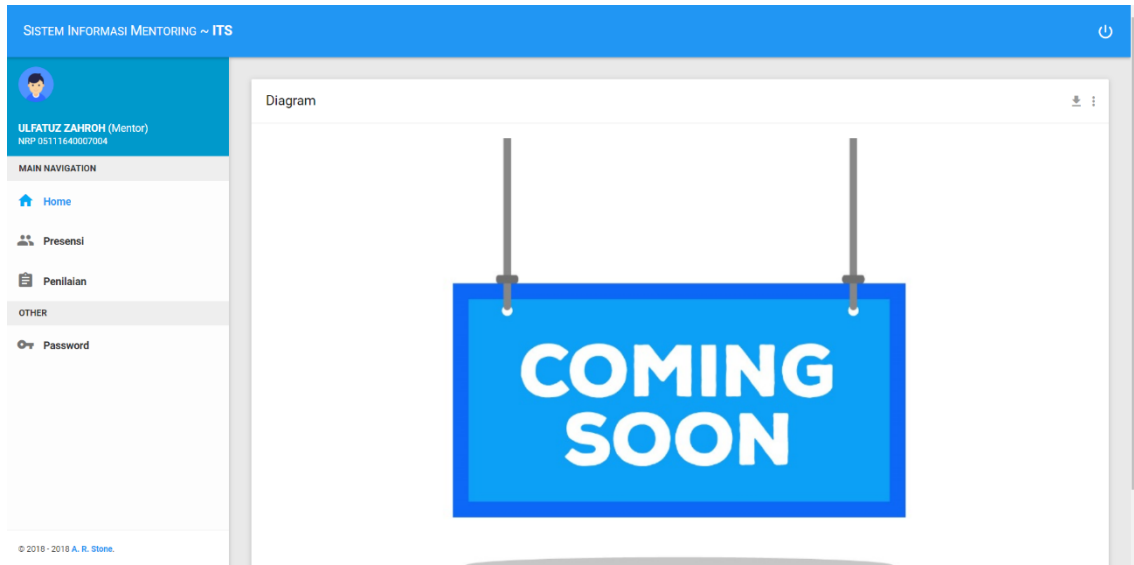 SISTEM INFORMASI MENTORING ~ ITS
ULFATUZ ZAHROH (Mentor)
NRP 05111640007004
MAIN NAVIGATION
Home
Presensi
Penilaian
OTHER
Password
© 2018 - 2018 A. R. Stone.
Diagram
COMING
SOON